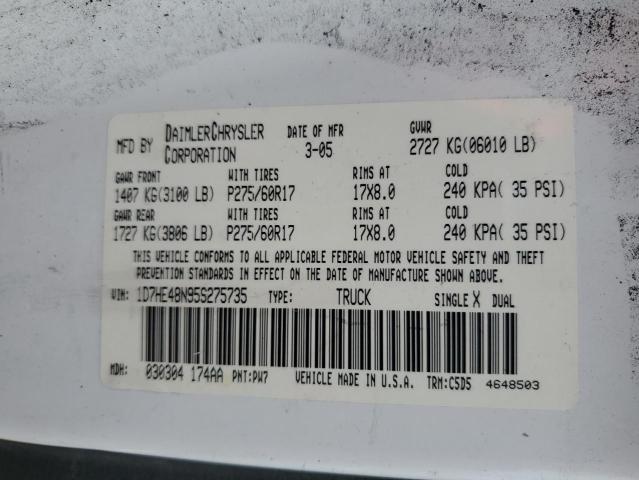 MFD BY DAIMLERCHRYSLER CORPORATION DATE OF MFR 3-05 GVWR 2727 KG(06010 LB)
GAWR FRONT WITH TIRES RIMS AT COLD
1407 KG(3100 LB) P275/60R17 17X8.0 240 KPA( 35 PSI)
GAWR REAR WITH TIRES RIMS AT COLD
1727 KG(3806 LB) P275/60R17 17X8.0 240 KPA( 35 PSI)
THIS VEHICLE CONFORMS TO ALL APPLICABLE FEDERAL MOTOR VEHICLE SAFETY AND THEFT
PREVENTION STANDARDS IN EFFECT ON THE DATE OF MANUFACTURE SHOWN ABOVE.
VIN: 1D7HE48N95S275735 TYPE: TRUCK SINGLE X DUAL
MDH: 030304 174AA PNT:PW7 VEHICLE MADE IN U.S.A. TRM:C5D5 4648503